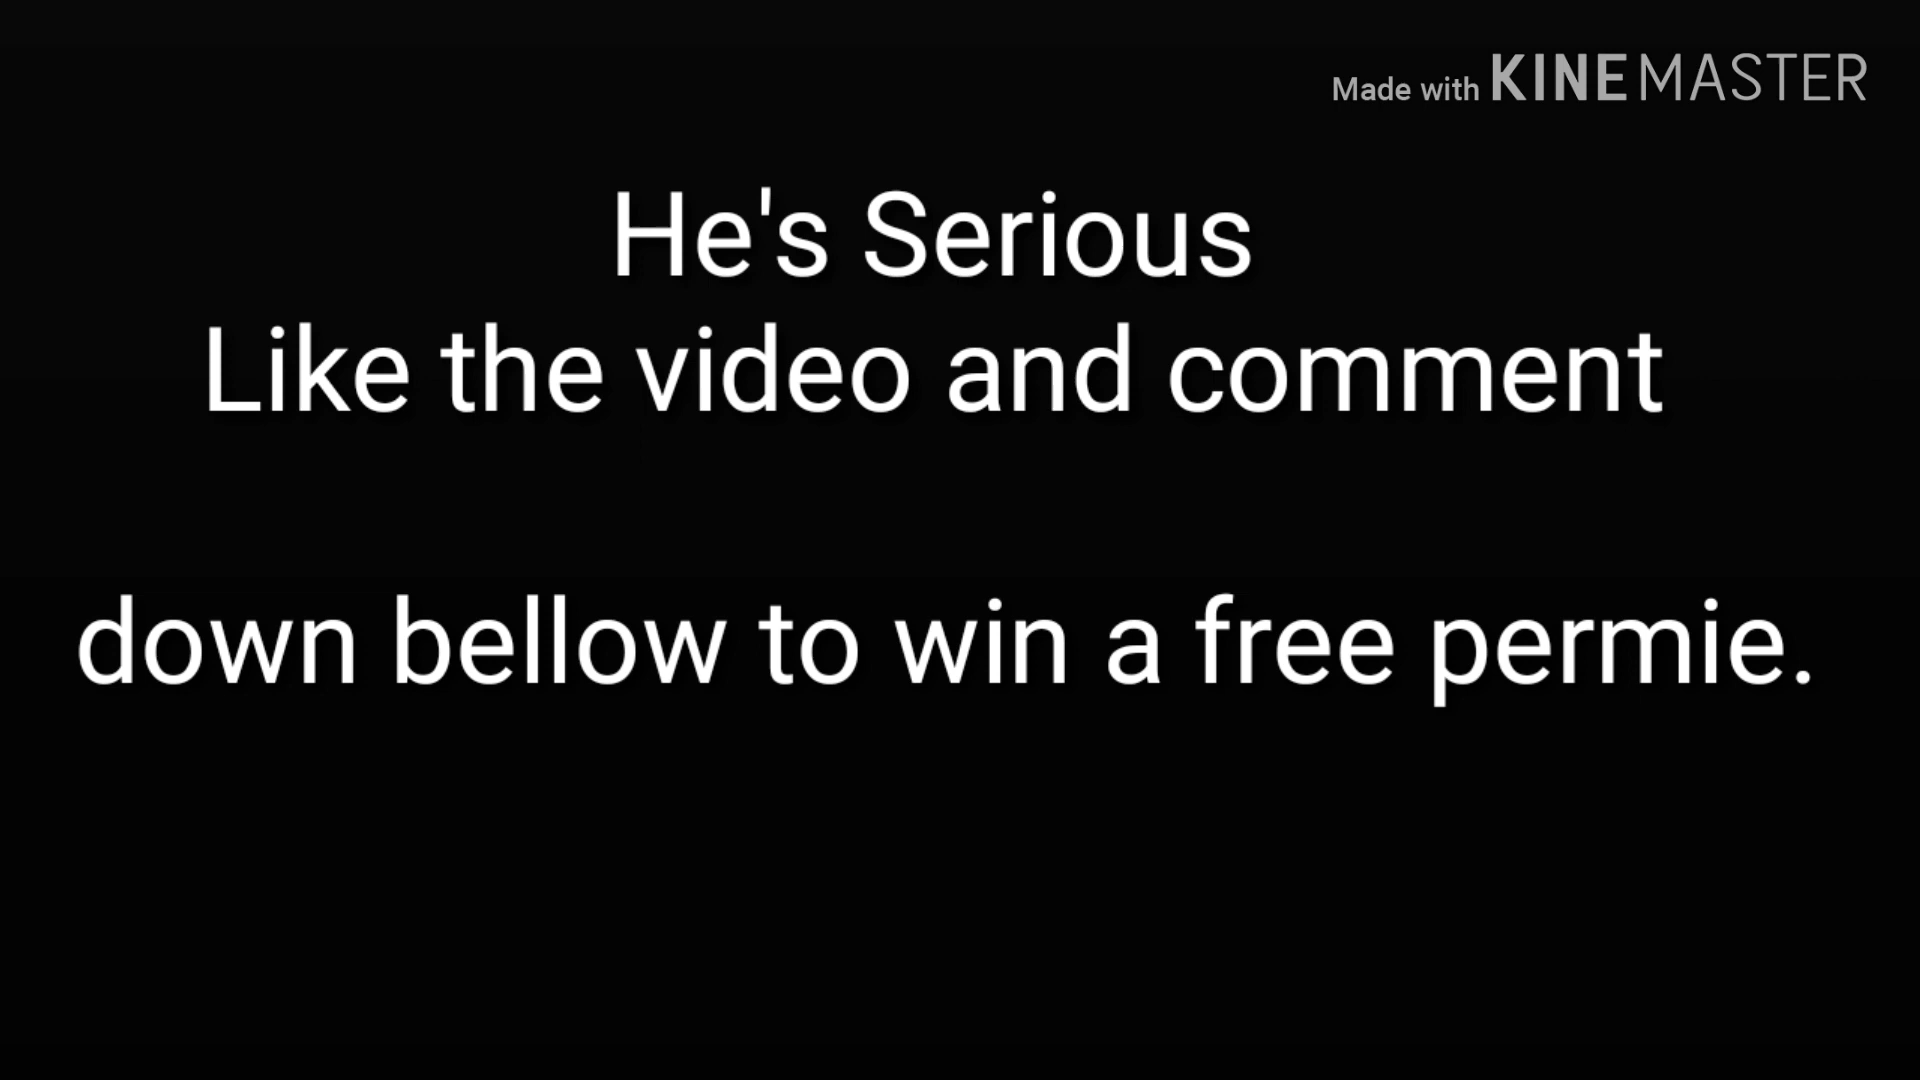 Made with KINEMASTER
He's Serious
Like the video and comment
down bellow to win a free permie.